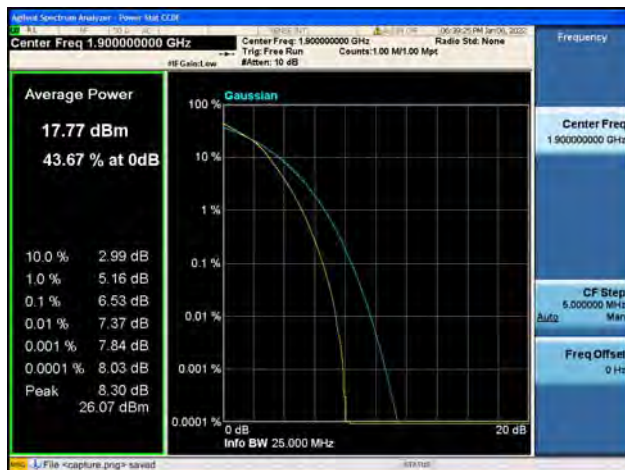 Agilent Spectrum Analyzer - Power Stat CCDF
Center Freq 1.900000000 GHz
Center Freq: 1.900000000 GHz
Radio Std: None
Trig: Free Run
Counts:1.00 M/1.00 Mpt
#IFGain:Low
#Atten: 10 dB
Frequency
Average Power
17.77 dBm
43.67 % at 0dB
10.0 % 2.99 dB
1.0 % 5.16 dB
0.1 % 6.53 dB
0.01 % 7.37 dB
0.001 % 7.84 dB
0.0001 % 8.03 dB
Peak 8.30 dB
26.07 dBm
Gaussian
100 %
10 %
1 %
0.1 %
0.01 %
0.001 %
0.0001 %
0 dB
20 dB
Info BW 25.000 MHz
Center Freq
1.900000000 GHz
CF Step
5.000000 MHz
Auto Man
Freq Offset
0 Hz
MSG
File <capture.png> saved
STATUS